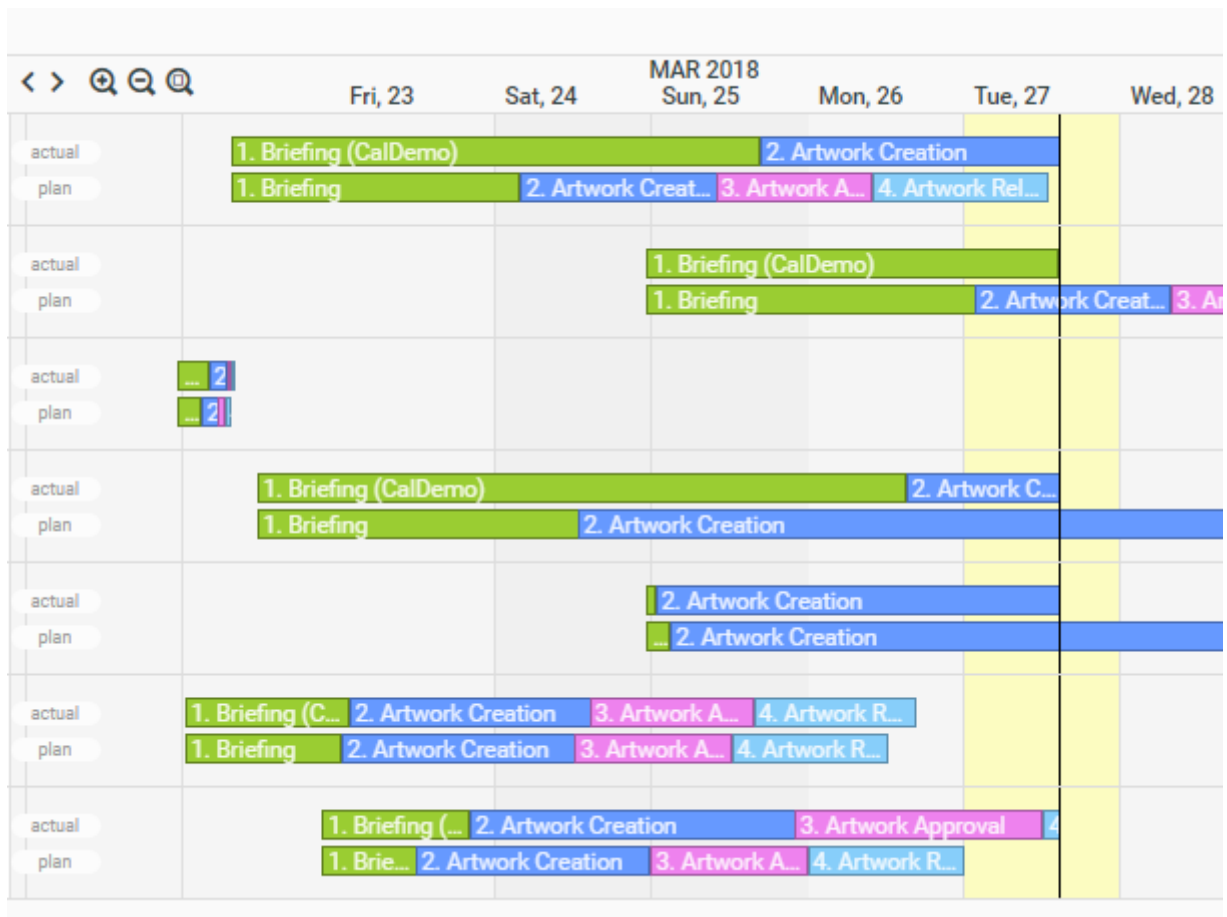 MAR 2018
Fri, 23 Sat, 24 Sun, 25 Mon, 26 Tue, 27 Wed, 28
actual 1. Briefing (CalDemo) 2. Artwork Creation
plan 1. Briefing 2. Artwork Creat... 3. Artwork A... 4. Artwork Rel...
actual 1. Briefing (CalDemo)
plan 1. Briefing 2. Artwork Creat... 3. Ar
actual ... 2
plan ... 2
actual 1. Briefing (CalDemo) 2. Artwork C...
plan 1. Briefing 2. Artwork Creation
actual 2. Artwork Creation
plan ... 2. Artwork Creation
actual 1. Briefing (C... 2. Artwork Creation 3. Artwork A... 4. Artwork R...
plan 1. Briefing 2. Artwork Creation 3. Artwork A... 4. Artwork R...
actual 1. Briefing (... 2. Artwork Creation 3. Artwork Approval 4
plan 1. Brie... 2. Artwork Creation 3. Artwork A... 4. Artwork R...